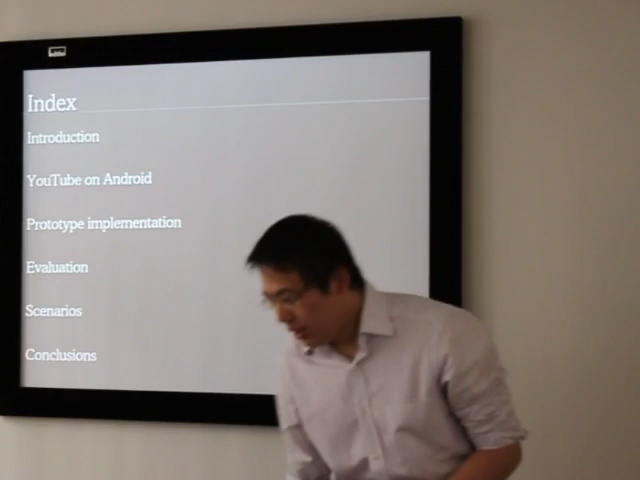 Index
Introduction
YouTube on Android
Prototype implementation
Evaluation
Scenarios
Conclusions